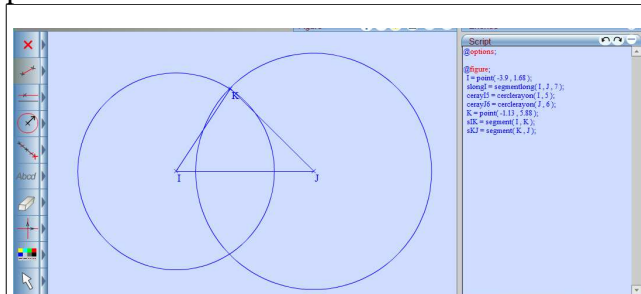 Script
@options;
@figure;
I = point( -3.9 , 1.68 );
slongI = segmentlong( I , J , 7 );
cerayI5 = cerclerayon( I , 5 );
cerayJ6 = cerclerayon( J , 6 );
K = point( -1.13 , 5.88 );
sIK = segment( I , K );
sKJ = segment( K , J );
K
I
J
Abcd